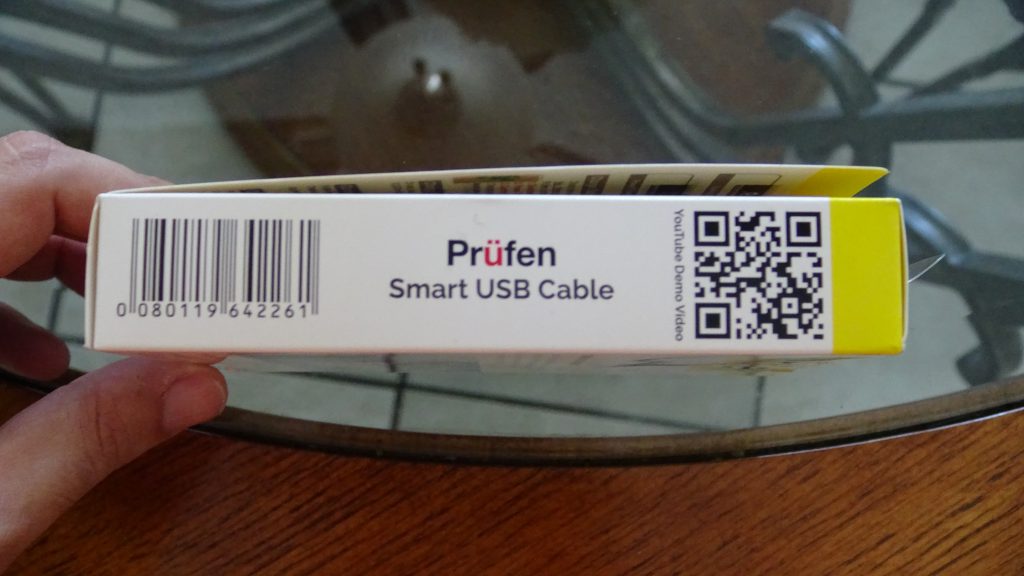 0 080119 642261
Prüfen
Smart USB Cable
YouTube Demo Video